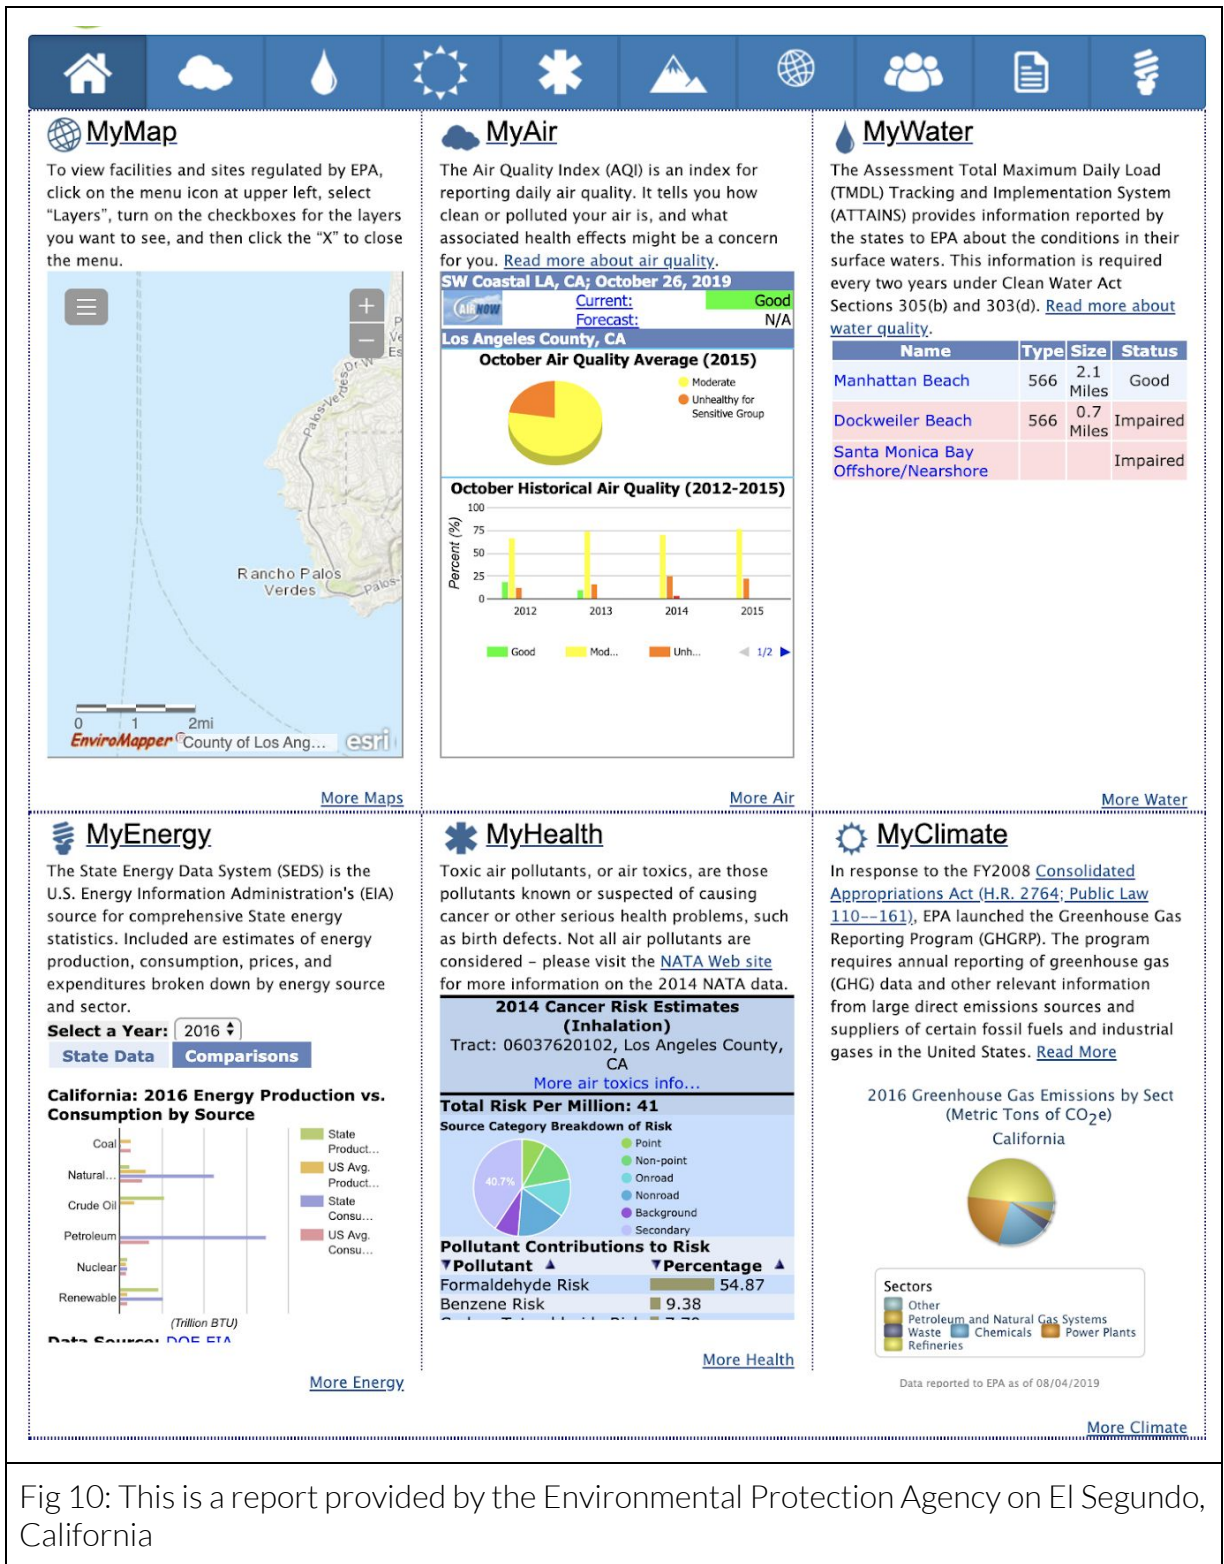 MyMap
To view facilities and sites regulated by EPA,
click on the menu icon at upper left, select
“Layers”, turn on the checkboxes for the layers
you want to see, and then click the “X” to close
the menu.
+
−
Palos-Verdes-Dr-W
Rancho Palos
Verdes
Palos-
0 1 2mi
EnviroMapper
County of Los Ang...
esri
More Maps
MyAir
The Air Quality Index (AQI) is an index for
reporting daily air quality. It tells you how
clean or polluted your air is, and what
associated health effects might be a concern
for you. Read more about air quality.
SW Coastal LA, CA; October 26, 2019
AIRNOW
Current: Good
Forecast: N/A
Los Angeles County, CA
October Air Quality Average (2015)
Moderate
Unhealthy for
Sensitive Group
October Historical Air Quality (2012-2015)
Percent (%)
100
75
50
25
0
2012 2013 2014 2015
Good Mod... Unh... 1/2
More Air
MyWater
The Assessment Total Maximum Daily Load
(TMDL) Tracking and Implementation System
(ATTAINS) provides information reported by
the states to EPA about the conditions in their
surface waters. This information is required
every two years under Clean Water Act
Sections 305(b) and 303(d). Read more about
water quality.
Name Type Size Status
Manhattan Beach 566 2.1 Miles Good
Dockweiler Beach 566 0.7 Miles Impaired
Santa Monica Bay
Offshore/Nearshore Impaired
More Water
MyEnergy
The State Energy Data System (SEDS) is the
U.S. Energy Information Administration's (EIA)
source for comprehensive State energy
statistics. Included are estimates of energy
production, consumption, prices, and
expenditures broken down by energy source
and sector.
Select a Year: 2016
State Data Comparisons
California: 2016 Energy Production vs.
Consumption by Source
Coal
Natural...
Crude Oil
Petroleum
Nuclear
Renewable
State
Product...
US Avg.
Product...
State
Consu...
US Avg.
Consu...
(Trillion BTU)
Data Source: DOE EIA
More Energy
MyHealth
Toxic air pollutants, or air toxics, are those
pollutants known or suspected of causing
cancer or other serious health problems, such
as birth defects. Not all air pollutants are
considered – please visit the NATA Web site
for more information on the 2014 NATA data.
2014 Cancer Risk Estimates
(Inhalation)
Tract: 06037620102, Los Angeles County,
CA
More air toxics info...
Total Risk Per Million: 41
Source Category Breakdown of Risk
40.7%
Point
Non-point
Onroad
Nonroad
Background
Secondary
Pollutant Contributions to Risk
▼Pollutant ▲ ▼Percentage ▲
Formaldehyde Risk 54.87
Benzene Risk 9.38
More Health
MyClimate
In response to the FY2008 Consolidated
Appropriations Act (H.R. 2764; Public Law
110––161), EPA launched the Greenhouse Gas
Reporting Program (GHGRP). The program
requires annual reporting of greenhouse gas
(GHG) data and other relevant information
from large direct emissions sources and
suppliers of certain fossil fuels and industrial
gases in the United States. Read More
2016 Greenhouse Gas Emissions by Sect
(Metric Tons of CO2e)
California
Sectors
Other
Petroleum and Natural Gas Systems
Waste Chemicals Power Plants
Refineries
Data reported to EPA as of 08/04/2019
More Climate
Fig 10: This is a report provided by the Environmental Protection Agency on El Segundo,
California